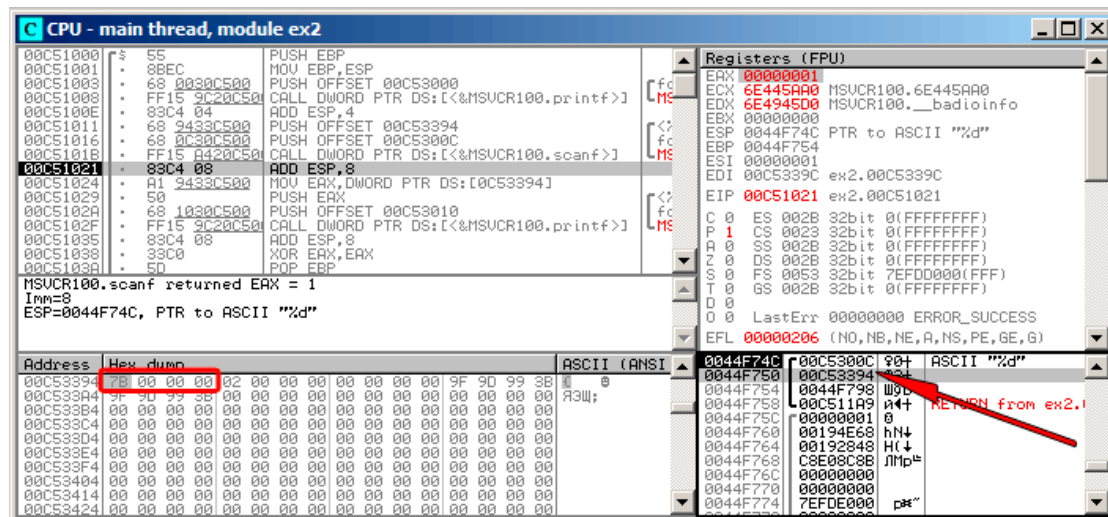 CPU - main thread, module ex2
00C51000 $ 55 PUSH EBP
00C51001 . 8BEC MOV EBP,ESP
00C51003 . 68 0030C500 PUSH OFFSET 00C53000
00C51008 . FF15 9C20C500 CALL DWORD PTR DS:[<&MSVCR100.printf>]
00C5100E . 83C4 04 ADD ESP,4
00C51011 . 68 9433C500 PUSH OFFSET 00C53394
00C51016 . 68 0C30C500 PUSH OFFSET 00C5300C
00C5101B . FF15 A420C500 CALL DWORD PTR DS:[<&MSVCR100.scanf>]
00C51021 . 83C4 08 ADD ESP,8
00C51024 . A1 9433C500 MOV EAX,DWORD PTR DS:[0C53394]
00C51029 . 50 PUSH EAX
00C5102A . 68 1030C500 PUSH OFFSET 00C53010
00C5102F . FF15 9C20C500 CALL DWORD PTR DS:[<&MSVCR100.printf>]
00C51035 . 83C4 08 ADD ESP,8
00C51038 . 33C0 XOR EAX,EAX
00C5103A . 5D POP EBP
MSVCR100.scanf returned EAX = 1
Imm=8
ESP=0044F74C, PTR to ASCII "%d"
Registers (FPU)
EAX 00000001
ECX 6E445AA0 MSVCR100.6E445AA0
EDX 6E4945D0 MSVCR100.__badioinfo
EBX 00000000
ESP 0044F74C PTR to ASCII "%d"
EBP 0044F754
ESI 00000001
EDI 00C5339C ex2.00C5339C
EIP 00C51021 ex2.00C51021
C 0 ES 002B 32bit 0(FFFFFFFF)
P 1 CS 0023 32bit 0(FFFFFFFF)
A 0 SS 002B 32bit 0(FFFFFFFF)
Z 0 DS 002B 32bit 0(FFFFFFFF)
S 0 FS 0053 32bit 7EFDD000(FFF)
T 0 GS 002B 32bit 0(FFFFFFFF)
D 0
O 0 LastErr 00000000 ERROR_SUCCESS
EFL 00000206 (NO,NB,NE,A,NS,PE,GE,G)
Address Hex dump ASCII (ANSI
00C53394 7B 00 00 00 02 00 00 00 00 00 00 00 9F 9D 99 3B
00C533A4 9F 9D 99 3B 00 00 00 00 00 00 00 00 00 00 00 00
00C533B4 00 00 00 00 00 00 00 00 00 00 00 00 00 00 00 00
00C533C4 00 00 00 00 00 00 00 00 00 00 00 00 00 00 00 00
00C533D4 00 00 00 00 00 00 00 00 00 00 00 00 00 00 00 00
00C533E4 00 00 00 00 00 00 00 00 00 00 00 00 00 00 00 00
00C533F4 00 00 00 00 00 00 00 00 00 00 00 00 00 00 00 00
00C53404 00 00 00 00 00 00 00 00 00 00 00 00 00 00 00 00
00C53414 00 00 00 00 00 00 00 00 00 00 00 00 00 00 00 00
00C53424 00 00 00 00 00 00 00 00 00 00 00 00 00 00 00 00
0044F74C 00C5300C ASCII "%d"
0044F750 00C53394
0044F754 0044F798
0044F758 00C511A9 RETURN from ex2.
0044F75C 00000001
0044F760 00194E68 hN↓
0044F764 00192848 H(↓
0044F768 C8E08C8B
0044F76C 00000000
0044F770 00000000
0044F774 7EFDE000